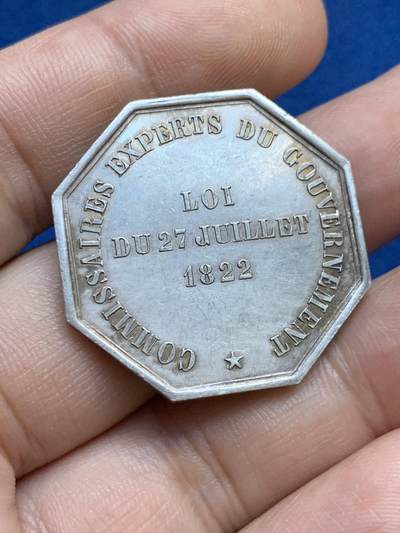 COMMISSAIRES EXPERTS DU GOUVERNEMENT
LOI
DU 27 JUILLET
1822